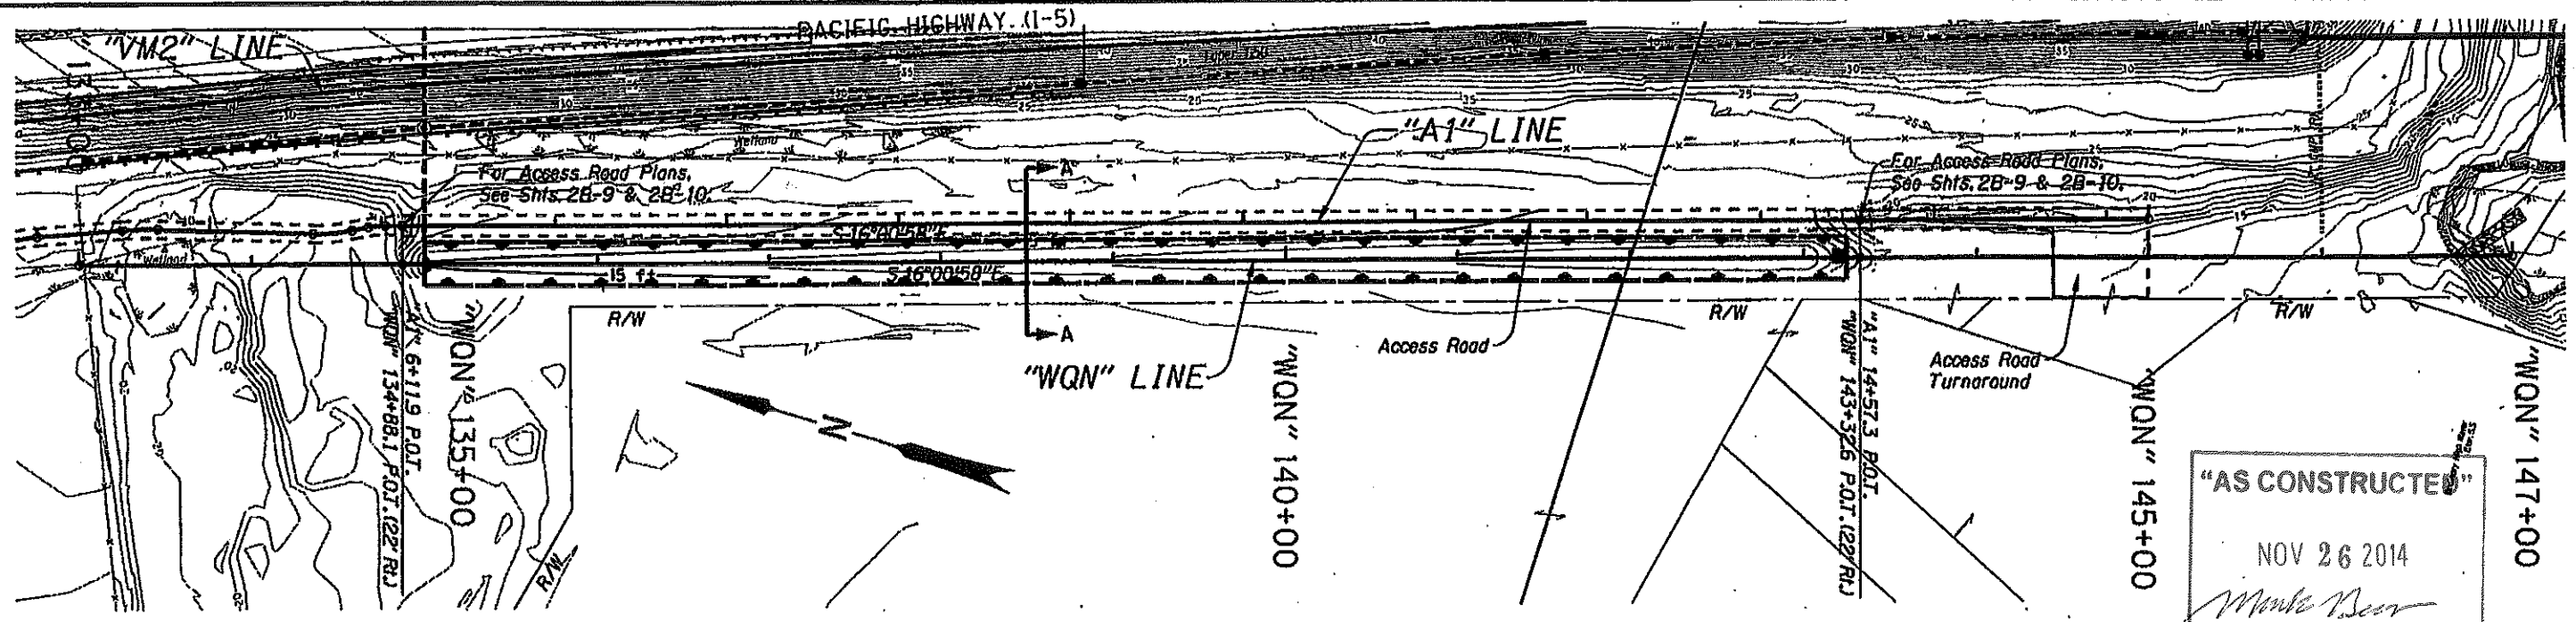 PACIFIC HIGHWAY (I-5)
"VM2" LINE
"A1" LINE
Wetland
For Access Road Plans,
See Shts. 2B-9 & 2B-10.
A
For Access Road Plans,
See Shts. 2B-9 & 2B-10.
S 16°00'58"E
Wetland
15 ft
S 16°00'58"E
R/W
A
R/W
R/W
Access Road
"WQN" LINE
Access Road
Turnaround
"A1" 6+11.9 P.O.T.
"WQN" 134+88.1 P.O.T. (22' Rt.)
"WQN" 135+00
R/W
N
"WQN" 140+00
"A1" 14+57.3 P.O.T.
"WQN" 143+32.6 P.O.T. (22' Rt.)
"WQN" 145+00
"WQN" 147+00
"AS CONSTRUCTED"
NOV 26 2014